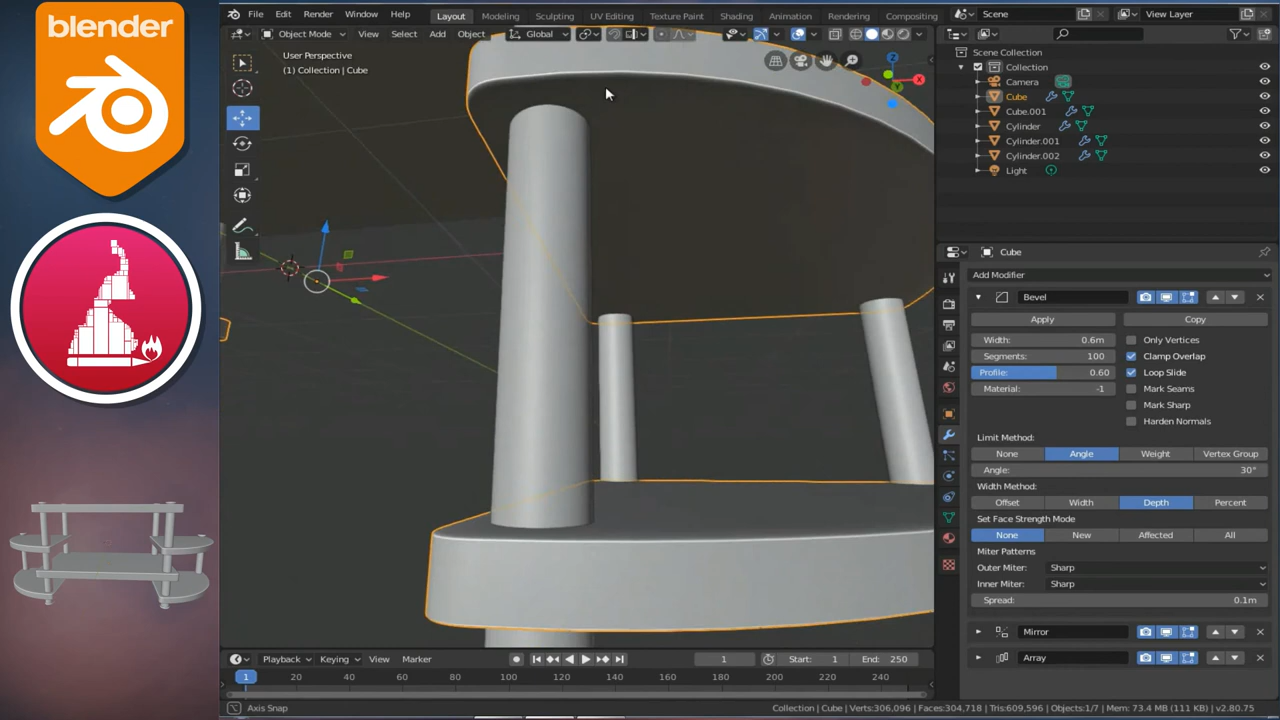 blender
File Edit Render Window Help
Layout Modeling Sculpting UV Editing Texture Paint Shading Animation Rendering Compositing
Scene View Layer
Object Mode View Select Add Object Global
User Perspective
(1) Collection | Cube
Scene Collection
Collection
Camera
Cube
Cube.001
Cylinder
Cylinder.001
Cylinder.002
Light
X
Y
Z
Cube
Add Modifier
Bevel
Apply Copy
Width: 0.6m Only Vertices
Segments: 100 Clamp Overlap
Profile: 0.60 Loop Slide
Material: -1 Mark Seams
Mark Sharp
Harden Normals
Limit Method:
None Angle Weight Vertex Group
Angle: 30°
Width Method:
Offset Width Depth Percent
Set Face Strength Mode
None New Affected All
Miter Patterns
Outer Miter: Sharp
Inner Miter: Sharp
Spread: 0.1m
Mirror
Array
Playback Keying View Marker 1 Start: 1 End: 250
1 20 40 60 80 100 120 140 160 180 200 220 240
Axis Snap Collection | Cube | Verts:306,096 | Faces:304,718 | Tris:609,596 | Objects:1/7 | Mem: 73.4 MB (111 KB) | v2.80.75